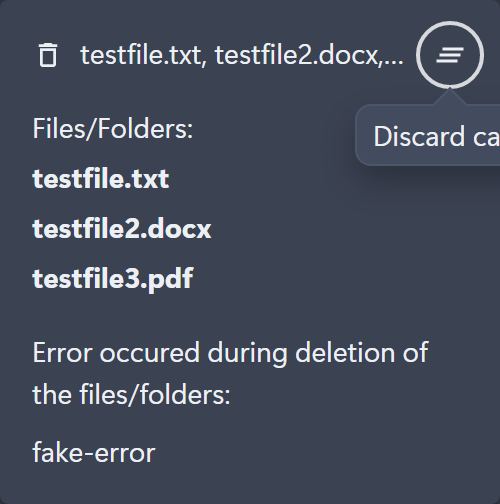 testfile.txt, testfile2.docx,...
Discard ca
Files/Folders:
testfile.txt
testfile2.docx
testfile3.pdf
Error occured during deletion of
the files/folders:
fake-error